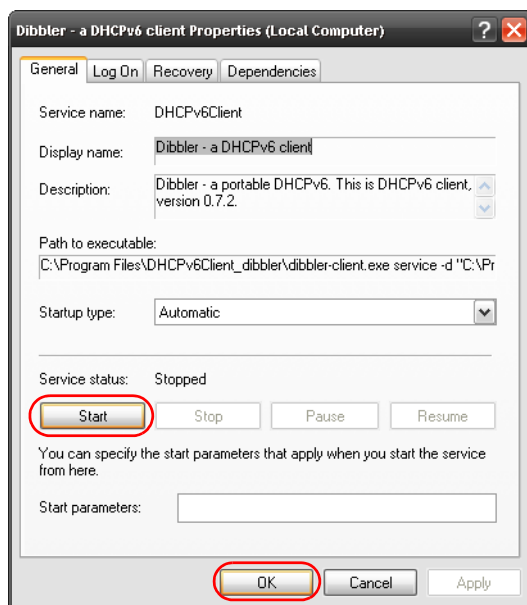 Dibbler - a DHCPv6 client Properties (Local Computer)
General Log On Recovery Dependencies
Service name: DHCPv6Client
Display name: Dibbler - a DHCPv6 client
Description: Dibbler - a portable DHCPv6. This is DHCPv6 client,
version 0.7.2.
Path to executable:
C:\Program Files\DHCPv6Client_dibbler\dibbler-client.exe service -d "C:\Pr
Startup type: Automatic
Service status: Stopped
Start Stop Pause Resume
You can specify the start parameters that apply when you start the service
from here.
Start parameters:
OK Cancel Apply